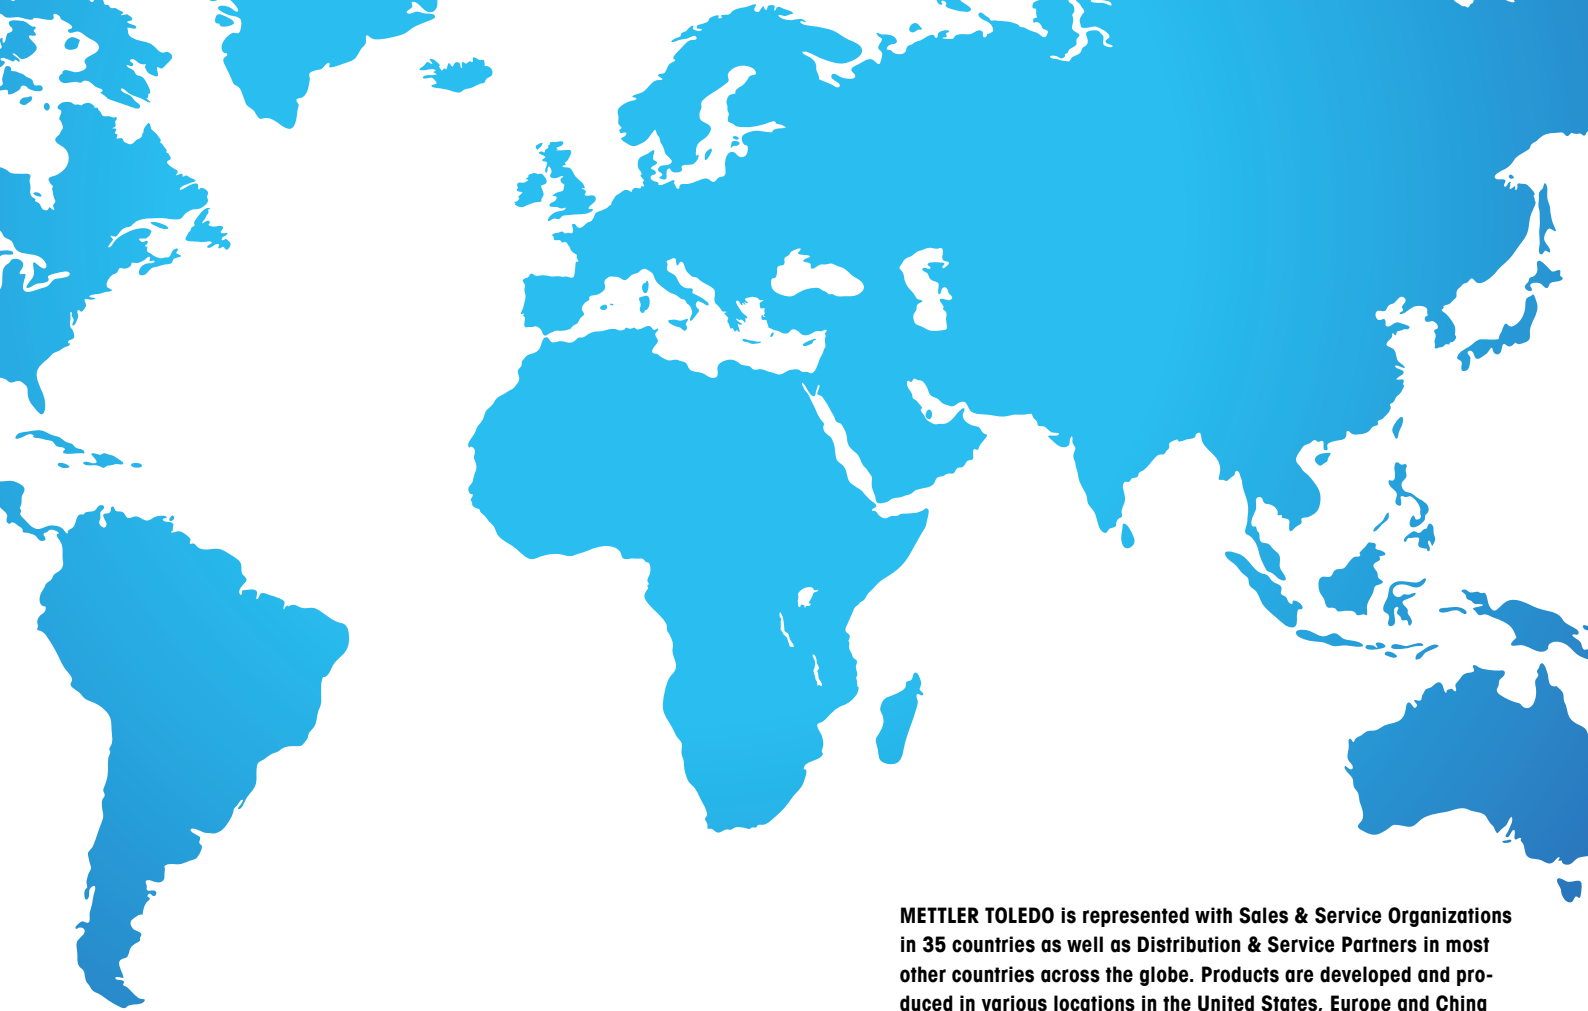 METTLER TOLEDO is represented with Sales & Service Organizations
in 35 countries as well as Distribution & Service Partners in most
other countries across the globe. Products are developed and pro-
duced in various locations in the United States, Europe and China